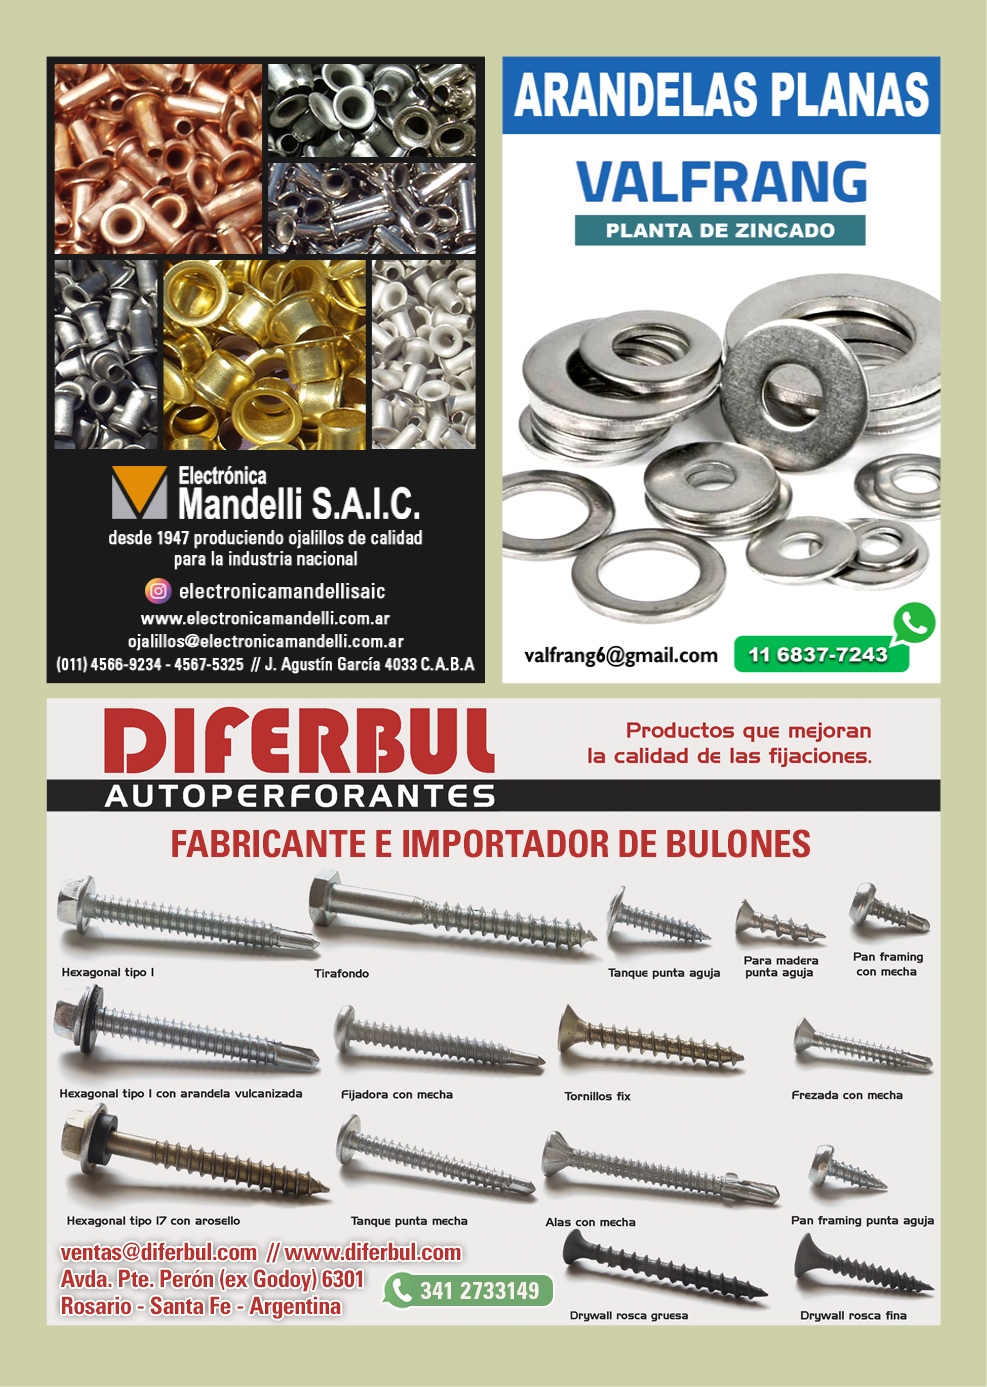 Electrónica
Mandelli S.A.I.C.
desde 1947 produciendo ojalillos de calidad
para la industria nacional
electronicamandellisaic
www.electronicamandelli.com.ar
ojalillos@electronicamandelli.com.ar
(011) 4566-9234 - 4567-5325 // J. Agustín García 4033 C.A.B.A
ARANDELAS PLANAS
VALFRANG
PLANTA DE ZINCADO
valfrang6@gmail.com
11 6837-7243
DIFERBUL
AUTOPERFORANTES
Productos que mejoran
la calidad de las fijaciones.
FABRICANTE E IMPORTADOR DE BULONES
Hexagonal tipo 1
Tirafondo
Tanque punta aguja
Para madera
punta aguja
Pan framing
con mecha
Hexagonal tipo 1 con arandela vulcanizada
Fijadora con mecha
Tornillos fix
Frezada con mecha
Hexagonal tipo 17 con arosello
Tanque punta mecha
Alas con mecha
Pan framing punta aguja
Drywall rosca gruesa
Drywall rosca fina
ventas@diferbul.com // www.diferbul.com
Avda. Pte. Perón (ex Godoy) 6301
Rosario - Santa Fe - Argentina
341 2733149